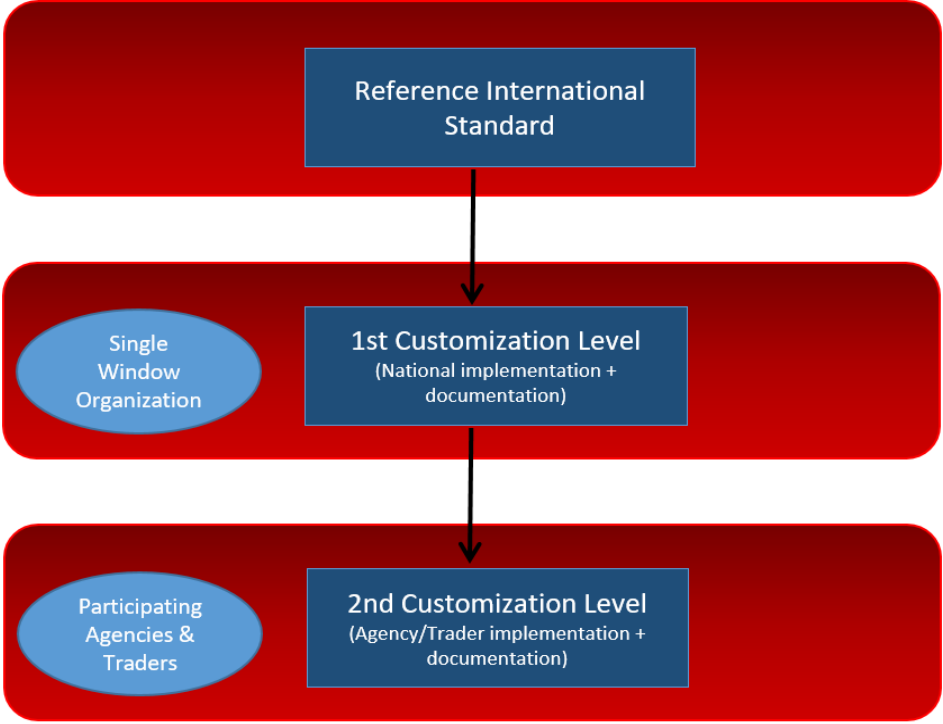 Reference International
Standard
Single
Window
Organization
1st Customization Level
(National implementation +
documentation)
Participating
Agencies &
Traders
2nd Customization Level
(Agency/Trader implementation +
documentation)